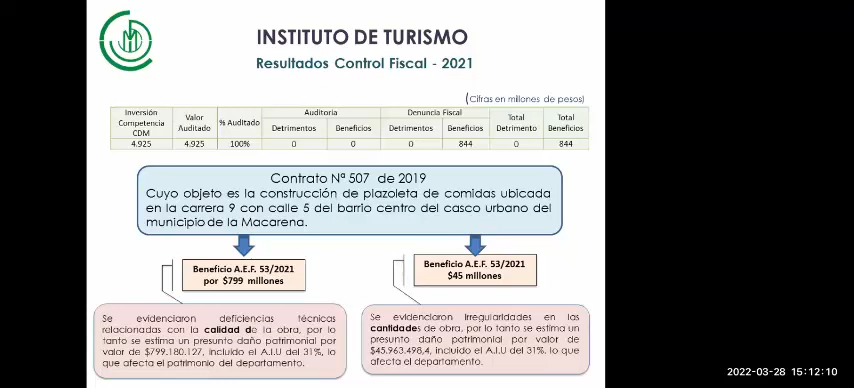 INSTITUTO DE TURISMO
Resultados Control Fiscal - 2021
(Cifras en millones de pesos)
Inversión Competencia CDM Valor Auditado % Auditado Auditoria Denuncia Fiscal Total Detrimento Total Beneficios
Detrimentos Beneficios Detrimentos Beneficios
4.925 4.925 100% 0 0 0 844 0 844
Contrato Nª 507 de 2019
Cuyo objeto es la construcción de plazoleta de comidas ubicada
en la carrera 9 con calle 5 del barrio centro del casco urbano del
municipio de la Macarena.
Beneficio A.E.F. 53/2021
por $799 millones
Beneficio A.E.F. 53/2021
$45 millones
Se evidenciaron deficiencias técnicas
relacionadas con la calidad de la obra, por lo
tanto se estima un presunto daño patrimonial por
valor de $799.180.127, incluido el A.I.U del 31%, lo
que afecta el patrimonio del departamento.
Se evidenciaron irregularidades en las
cantidades de obra, por lo tanto se estima un
presunto daño patrimonial por valor de
$45.963.498,4, incluido el A.I.U del 31%, lo que
afecta el departamento.
2022-03-28 15:12:10